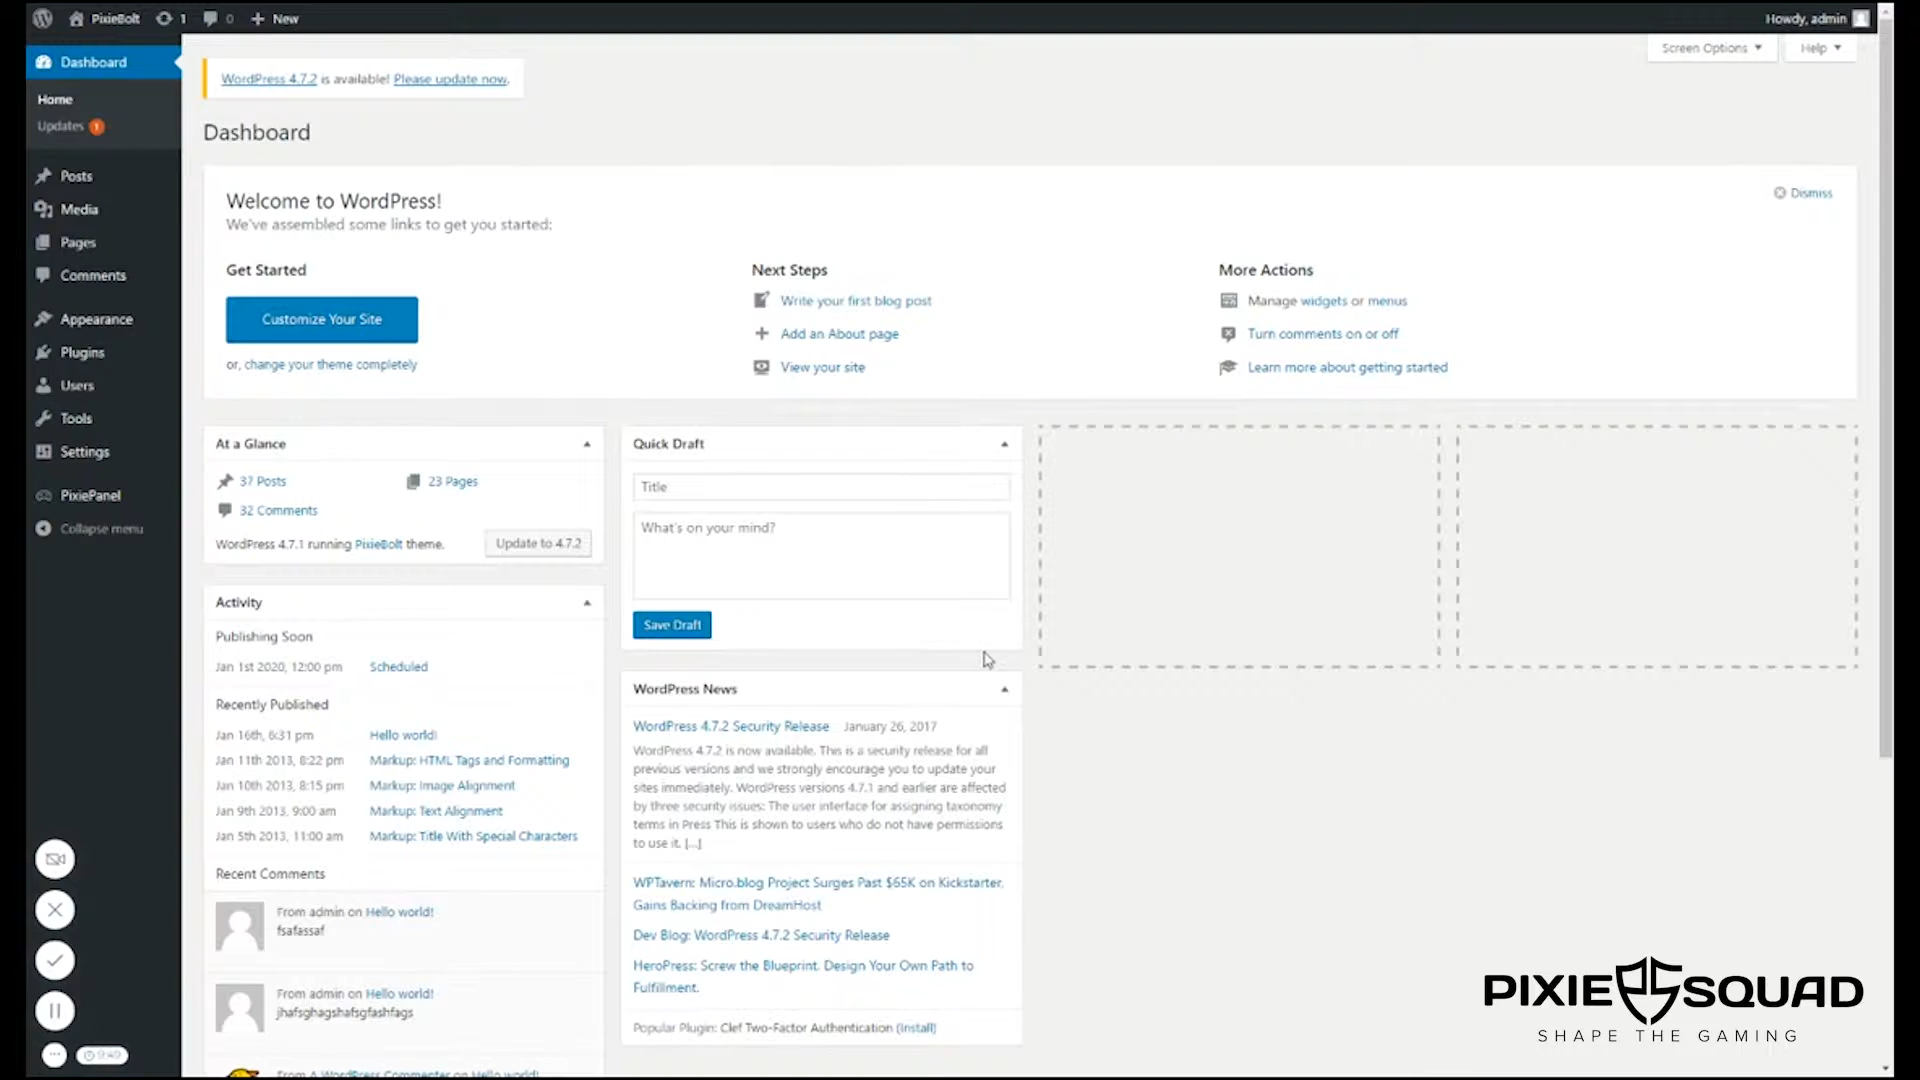 PixieBolt 1 0 New Howdy, admin
Dashboard
Home
Updates 1
Posts
Media
Pages
Comments
Appearance
Plugins
Users
Tools
Settings
PixiePanel
Collapse menu
Screen Options Help
WordPress 4.7.2 is available! Please update now.
Dashboard
Welcome to WordPress!
We've assembled some links to get you started:
Dismiss
Get Started
Customize Your Site
or, change your theme completely
Next Steps
Write your first blog post
Add an About page
View your site
More Actions
Manage widgets or menus
Turn comments on or off
Learn more about getting started
At a Glance
37 Posts 23 Pages
32 Comments
WordPress 4.7.1 running PixieBolt theme. Update to 4.7.2
Activity
Publishing Soon
Jan 1st 2020, 12:00 pm Scheduled
Recently Published
Jan 16th, 6:31 pm Hello world!
Jan 11th 2013, 8:22 pm Markup: HTML Tags and Formatting
Jan 10th 2013, 8:15 pm Markup: Image Alignment
Jan 9th 2013, 9:00 am Markup: Text Alignment
Jan 5th 2013, 11:00 am Markup: Title With Special Characters
Recent Comments
From admin on Hello world!
fsafassaf
From admin on Hello world!
jhafsghagshafsgfashfags
From A WordPress Commenter on Hello world!
Quick Draft
Title
What's on your mind?
Save Draft
WordPress News
WordPress 4.7.2 Security Release January 26, 2017
WordPress 4.7.2 is now available. This is a security release for all
previous versions and we strongly encourage you to update your
sites immediately. WordPress versions 4.7.1 and earlier are affected
by three security issues: The user interface for assigning taxonomy
terms in Press This is shown to users who do not have permissions
to use it. [...]
WPTavern: Micro.blog Project Surges Past $65K on Kickstarter,
Gains Backing from DreamHost
Dev Blog: WordPress 4.7.2 Security Release
HeroPress: Screw the Blueprint. Design Your Own Path to
Fulfillment.
Popular Plugin: Clef Two-Factor Authentication (Install)
9:49
PIXIE PS SQUAD
SHAPE THE GAMING